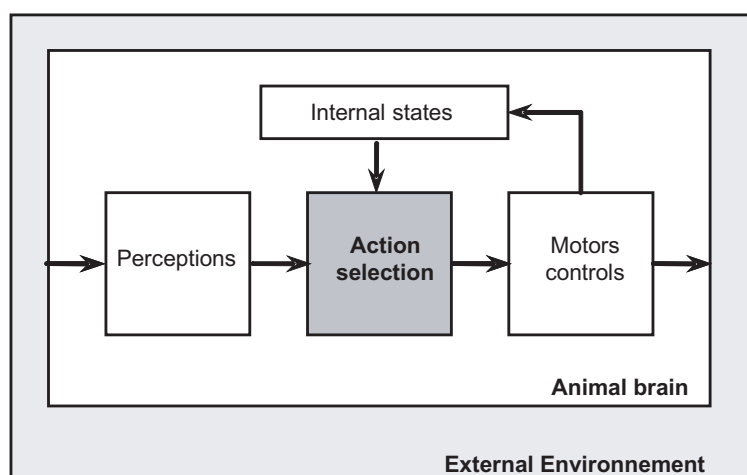 Internal states
Perceptions
Action
selection
Motors
controls
Animal brain
External Environnement